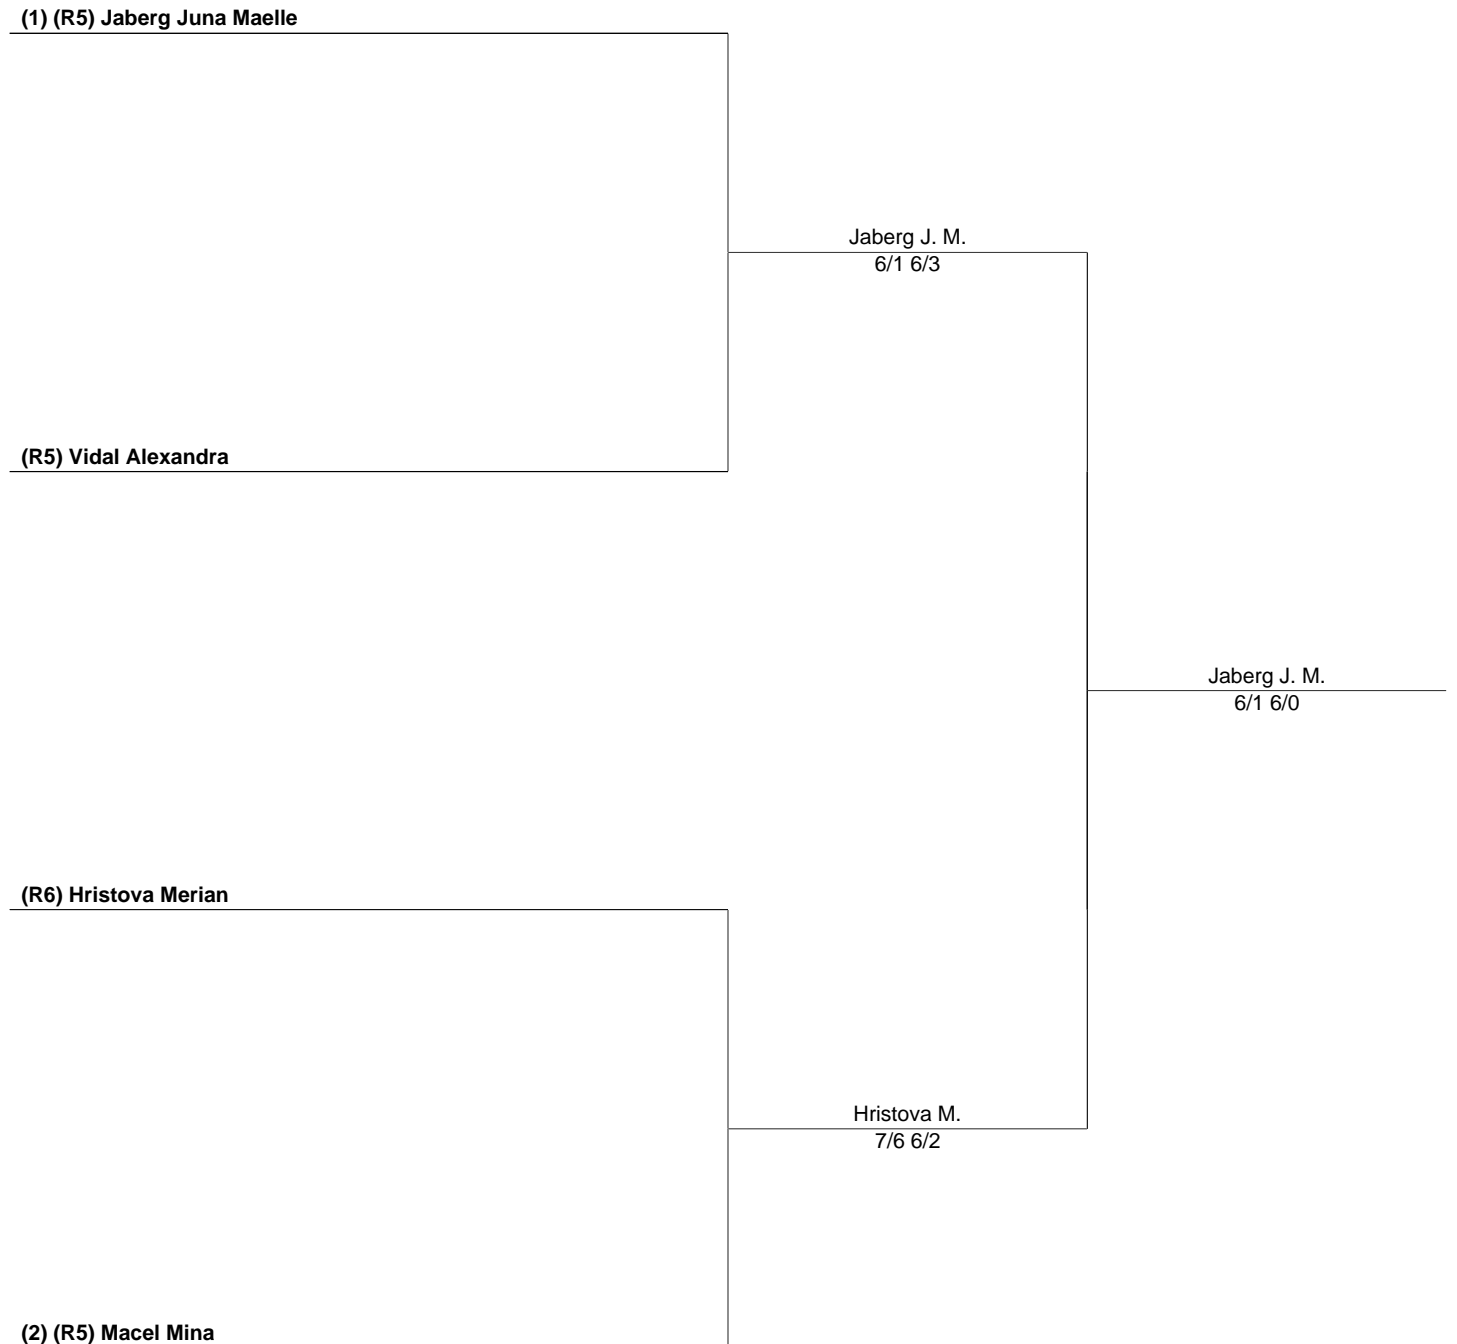 (1) (R5) Jaberg Juna Maelle
Jaberg J. M.
6/1 6/3
(R5) Vidal Alexandra
Jaberg J. M.
6/1 6/0
(R6) Hristova Merian
Hristova M.
7/6 6/2
(2) (R5) Macel Mina